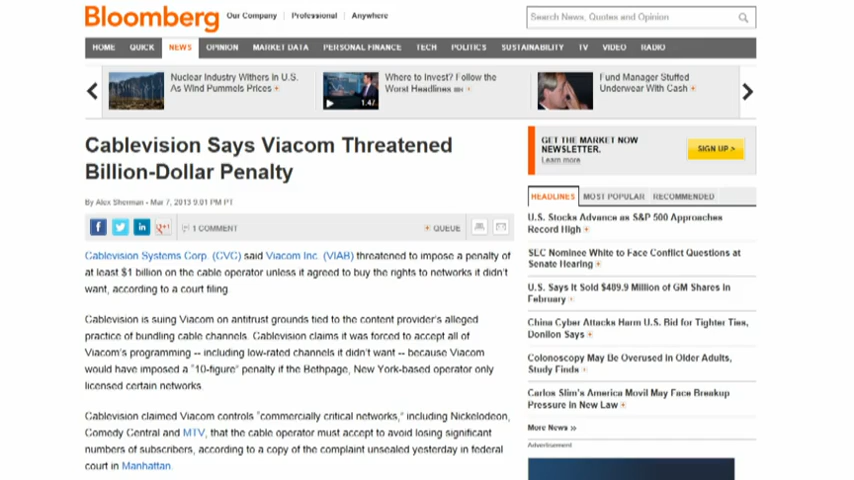 Bloomberg
Our Company | Professional | Anywhere
Search News, Quotes and Opinion
HOME QUICK NEWS OPINION MARKET DATA PERSONAL FINANCE TECH POLITICS SUSTAINABILITY TV VIDEO RADIO
Nuclear Industry Withers in U.S.
As Wind Pummels Prices
Where to Invest? Follow the
Worst Headlines
1:47
Fund Manager Stuffed
Underwear With Cash
Cablevision Says Viacom Threatened
Billion-Dollar Penalty
By Alex Sherman - Mar 7, 2013 9:01 PM PT
f in g+1 1 COMMENT QUEUE
Cablevision Systems Corp. (CVC) said Viacom Inc. (VIAB) threatened to impose a penalty of
at least $1 billion on the cable operator unless it agreed to buy the rights to networks it didn't
want, according to a court filing.
Cablevision is suing Viacom on antitrust grounds tied to the content provider's alleged
practice of bundling cable channels. Cablevision claims it was forced to accept all of
Viacom's programming -- including low-rated channels it didn't want -- because Viacom
would have imposed a "10-figure" penalty if the Bethpage, New York-based operator only
licensed certain networks.
Cablevision claimed Viacom controls "commercially critical networks," including Nickelodeon,
Comedy Central and MTV, that the cable operator must accept to avoid losing significant
numbers of subscribers, according to a copy of the complaint unsealed yesterday in federal
court in Manhattan.
GET THE MARKET NOW
NEWSLETTER.
Learn more
SIGN UP >
HEADLINES MOST POPULAR RECOMMENDED
U.S. Stocks Advance as S&P 500 Approaches
Record High
SEC Nominee White to Face Conflict Questions at
Senate Hearing
U.S. Says It Sold $489.9 Million of GM Shares in
February
China Cyber Attacks Harm U.S. Bid for Tighter Ties,
Donilon Says
Colonoscopy May Be Overused in Older Adults,
Study Finds
Carlos Slim's America Movil May Face Breakup
Pressure in New Law
More News »
Advertisement